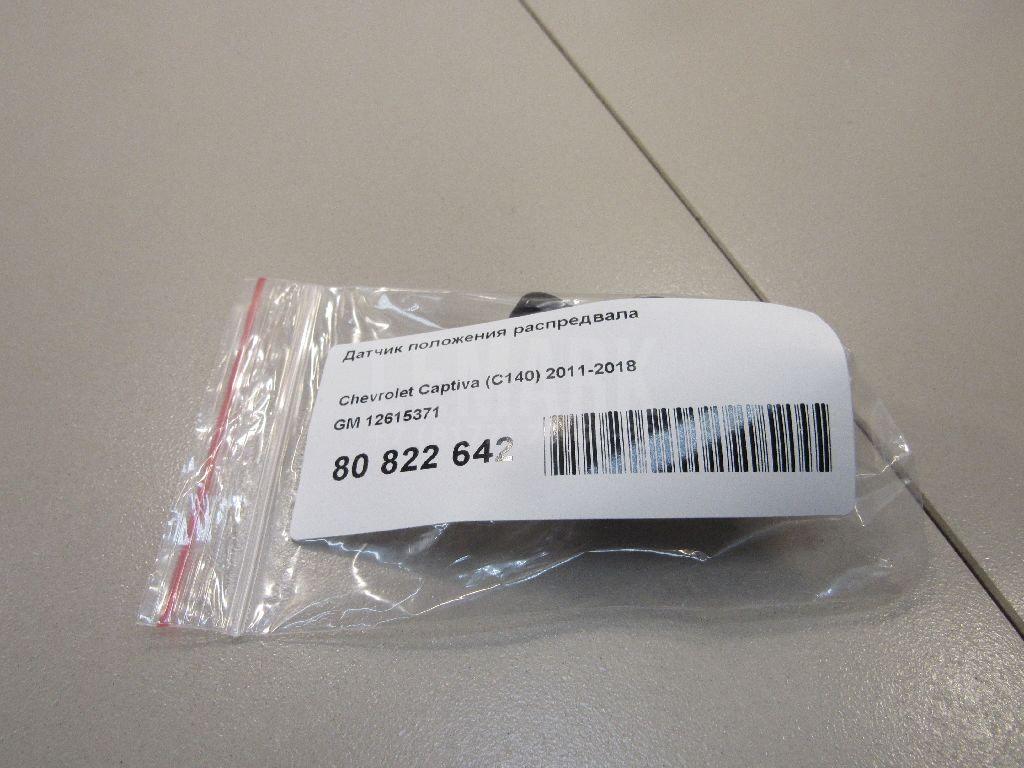 Датчик положения распредвала
Chevrolet Captiva (C140) 2011-2018
GM 12615371
80 822 642